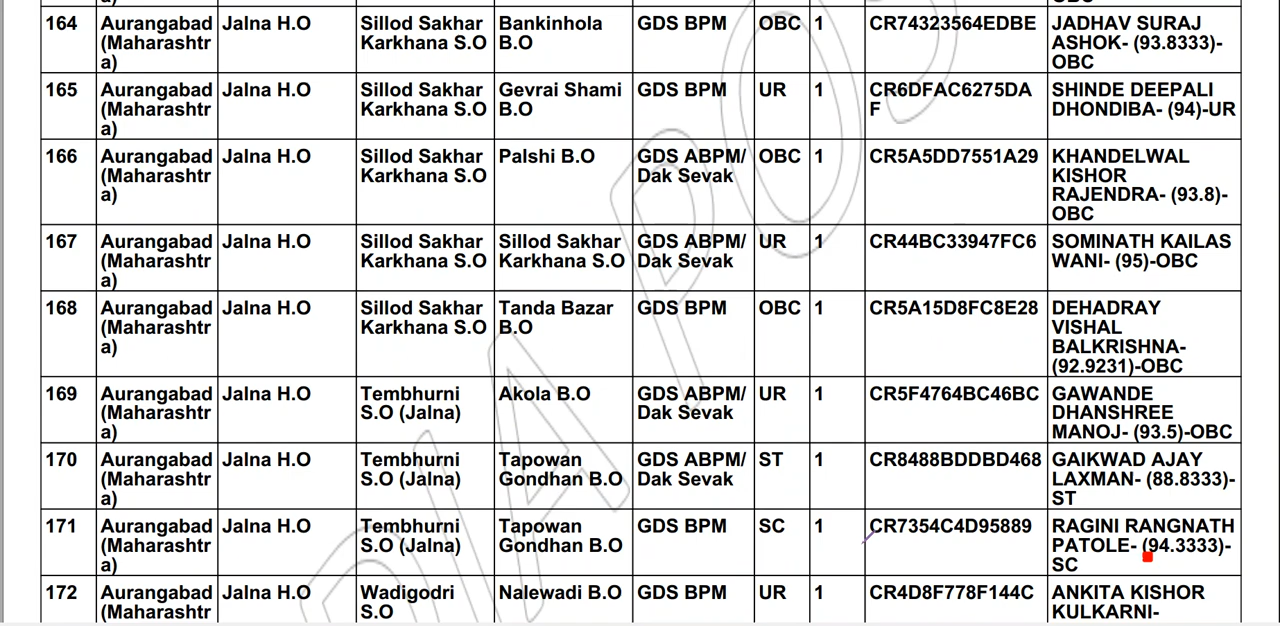 OBC
164 Aurangabad Jalna H.O Sillod Sakhar Bankinhola GDS BPM OBC 1 CR74323564EDBE JADHAV SURAJ
(Maharashtr Karkhana S.O B.O ASHOK- (93.8333)-
a) OBC
165 Aurangabad Jalna H.O Sillod Sakhar Gevrai Shami GDS BPM UR 1 CR6DFAC6275DA SHINDE DEEPALI
(Maharashtr Karkhana S.O B.O F DHONDIBA- (94)-UR
a)
166 Aurangabad Jalna H.O Sillod Sakhar Palshi B.O GDS ABPM/ OBC 1 CR5A5DD7551A29 KHANDELWAL
(Maharashtr Karkhana S.O Dak Sevak KISHOR
a) RAJENDRA- (93.8)-
OBC
167 Aurangabad Jalna H.O Sillod Sakhar Sillod Sakhar GDS ABPM/ UR 1 CR44BC33947FC6 SOMINATH KAILAS
(Maharashtr Karkhana S.O Karkhana S.O Dak Sevak WANI- (95)-OBC
a)
168 Aurangabad Jalna H.O Sillod Sakhar Tanda Bazar GDS BPM OBC 1 CR5A15D8FC8E28 DEHADRAY
(Maharashtr Karkhana S.O B.O VISHAL
a) BALKRISHNA-
(92.9231)-OBC
169 Aurangabad Jalna H.O Tembhurni Akola B.O GDS ABPM/ UR 1 CR5F4764BC46BC GAWANDE
(Maharashtr S.O (Jalna) Dak Sevak DHANSHREE
a) MANOJ- (93.5)-OBC
170 Aurangabad Jalna H.O Tembhurni Tapowan GDS ABPM/ ST 1 CR8488BDDBD468 GAIKWAD AJAY
(Maharashtr S.O (Jalna) Gondhan B.O Dak Sevak LAXMAN- (88.8333)-
a) ST
171 Aurangabad Jalna H.O Tembhurni Tapowan GDS BPM SC 1 CR7354C4D95889 RAGINI RANGNATH
(Maharashtr S.O (Jalna) Gondhan B.O PATOLE- (94.3333)-
a) SC
172 Aurangabad Jalna H.O Wadigodri Nalewadi B.O GDS BPM UR 1 CR4D8F778F144C ANKITA KISHOR
(Maharashtr S.O KULKARNI-